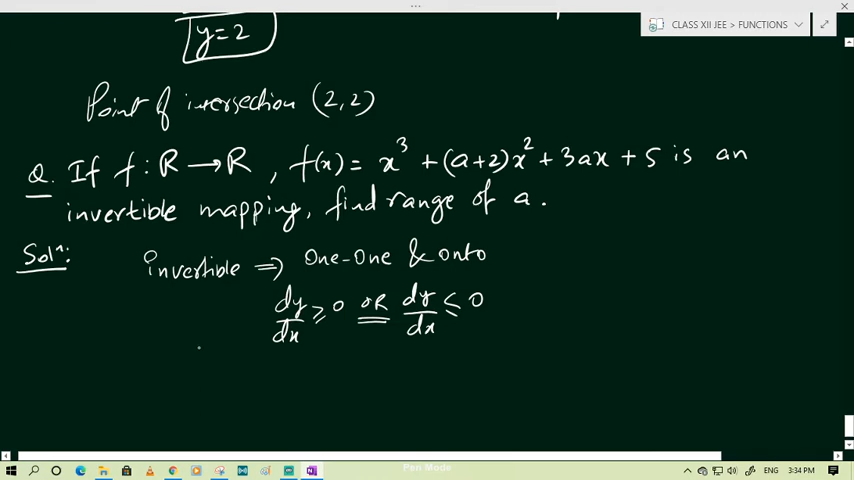 CLASS XII JEE > FUNCTIONS
y=2
Point of intersection (2,2)
Q. If f : R → R , f(x) = x³ + (a+2)x² + 3ax + 5 is an
invertible mapping, find range of a.
Solⁿ:
invertible ⇒ One-One & onto
dy/dx ≥ 0 OR dy/dx ≤ 0
Pen Mode
ENG 3:34 PM